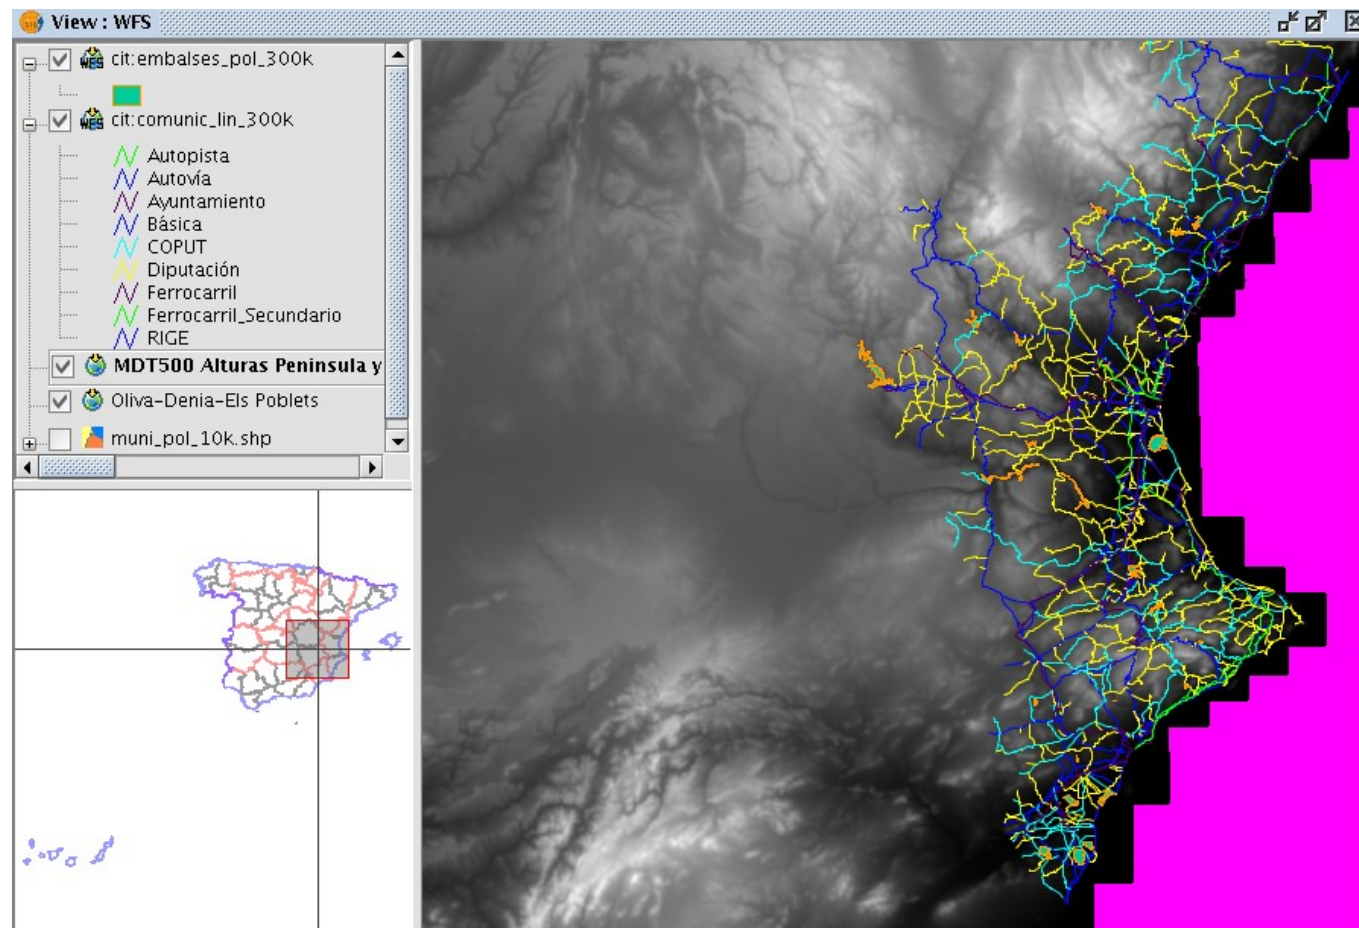 View : WFS
cit:embalses_pol_300k
cit:comunic_lin_300k
Autopista
Autovía
Ayuntamiento
Básica
COPUT
Diputación
Ferrocarril
Ferrocarril_Secundario
RIGE
MDT500 Alturas Peninsula y
Oliva-Denia-Els Poblets
muni_pol_10k.shp